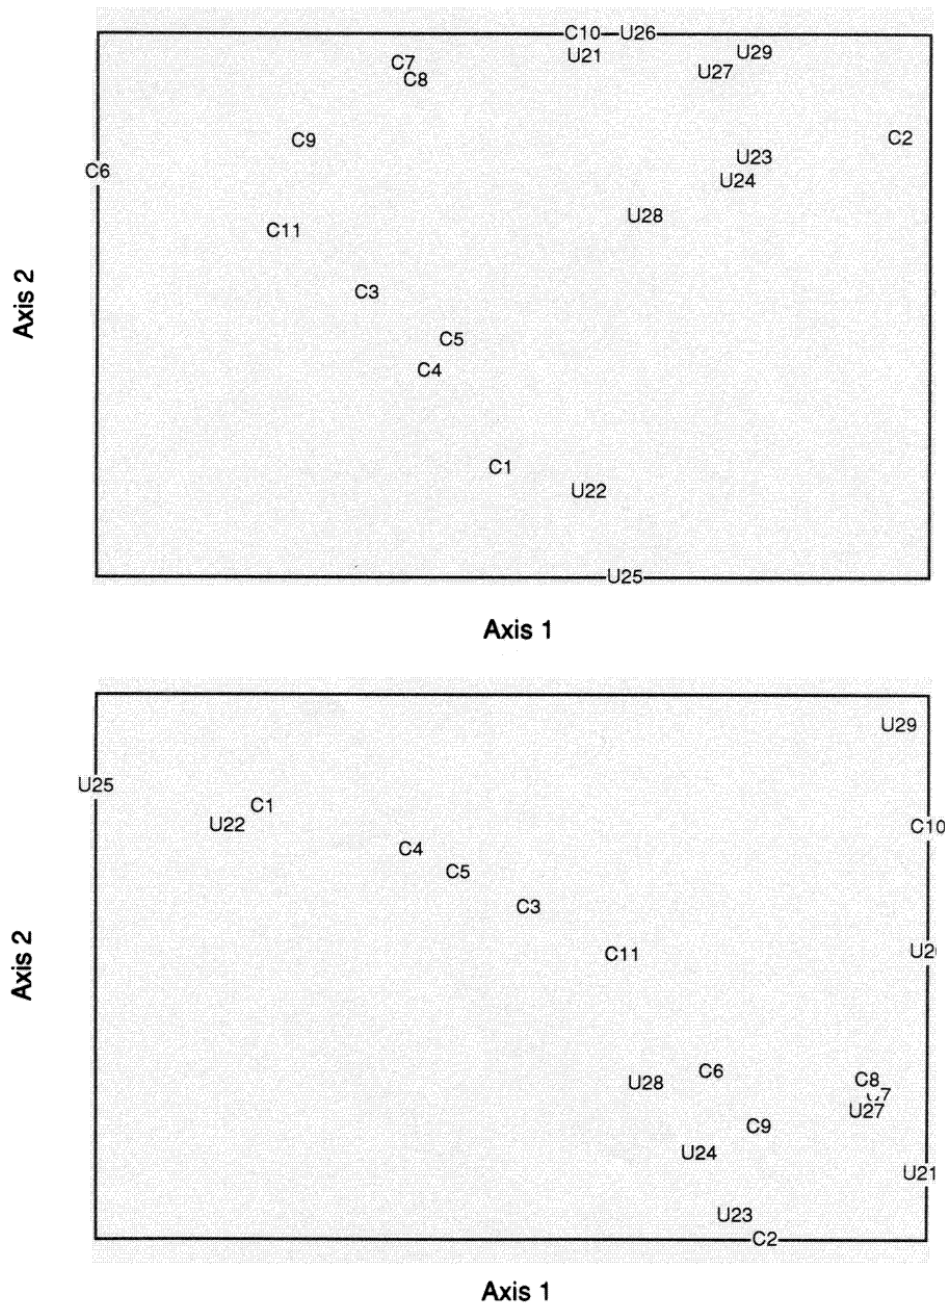 C10 U26
C7 U21 U29
C8 U27
C9 C2
C6 U23
U24
C11 U28
C3
Axis 2
C5
C4
C1
U22
U25
Axis 1
U29
U25
C1
U22 C10
C4
C5
C3
Axis 2
C11
C6
U28 C8
U27
C9
U24
U21
U23
C2
Axis 1